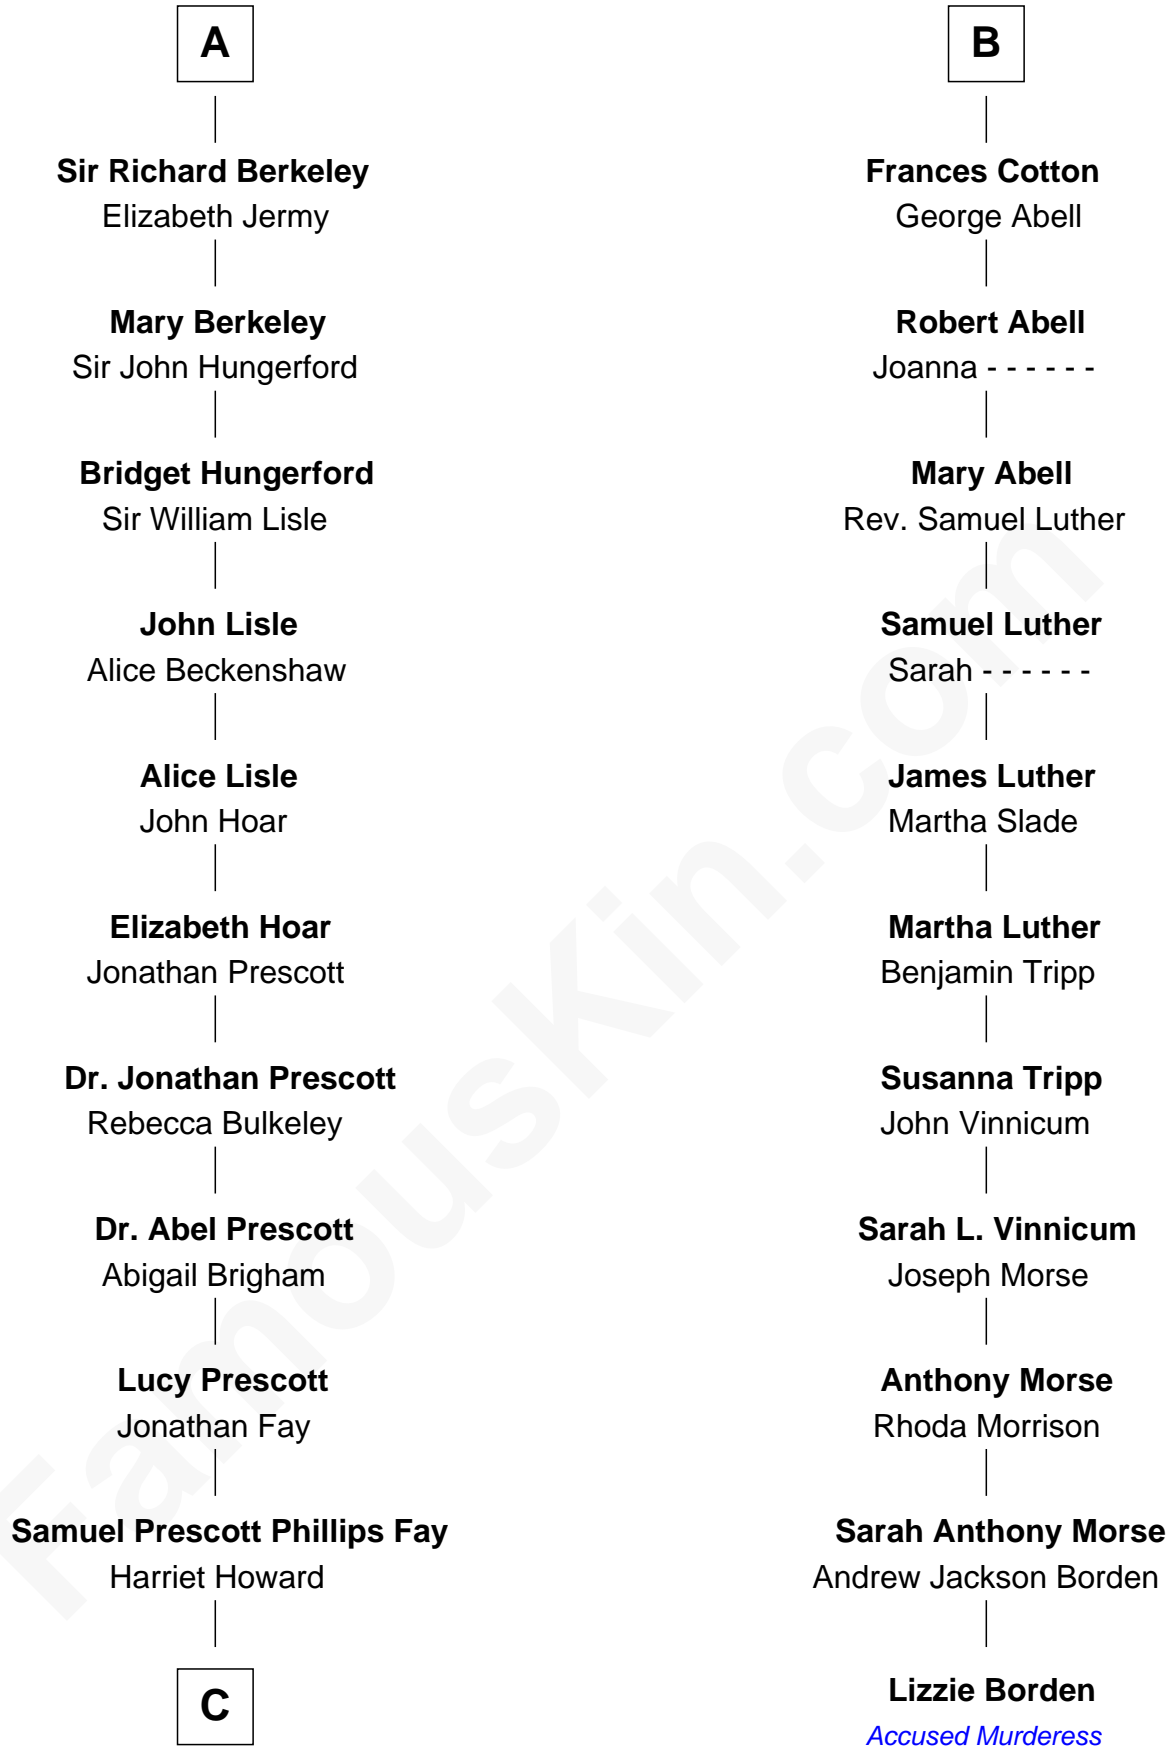 A
Sir Richard Berkeley
Elizabeth Jermy
Mary Berkeley
Sir John Hungerford
Bridget Hungerford
Sir William Lisle
John Lisle
Alice Beckenshaw
Alice Lisle
John Hoar
Elizabeth Hoar
Jonathan Prescott
Dr. Jonathan Prescott
Rebecca Bulkeley
Dr. Abel Prescott
Abigail Brigham
Lucy Prescott
Jonathan Fay
Samuel Prescott Phillips Fay
Harriet Howard
C
B
Frances Cotton
George Abell
Robert Abell
Joanna - - - - - -
Mary Abell
Rev. Samuel Luther
Samuel Luther
Sarah - - - - - -
James Luther
Martha Slade
Martha Luther
Benjamin Tripp
Susanna Tripp
John Vinnicum
Sarah L. Vinnicum
Joseph Morse
Anthony Morse
Rhoda Morrison
Sarah Anthony Morse
Andrew Jackson Borden
Lizzie Borden
Accused Murderess
FamousKin.com